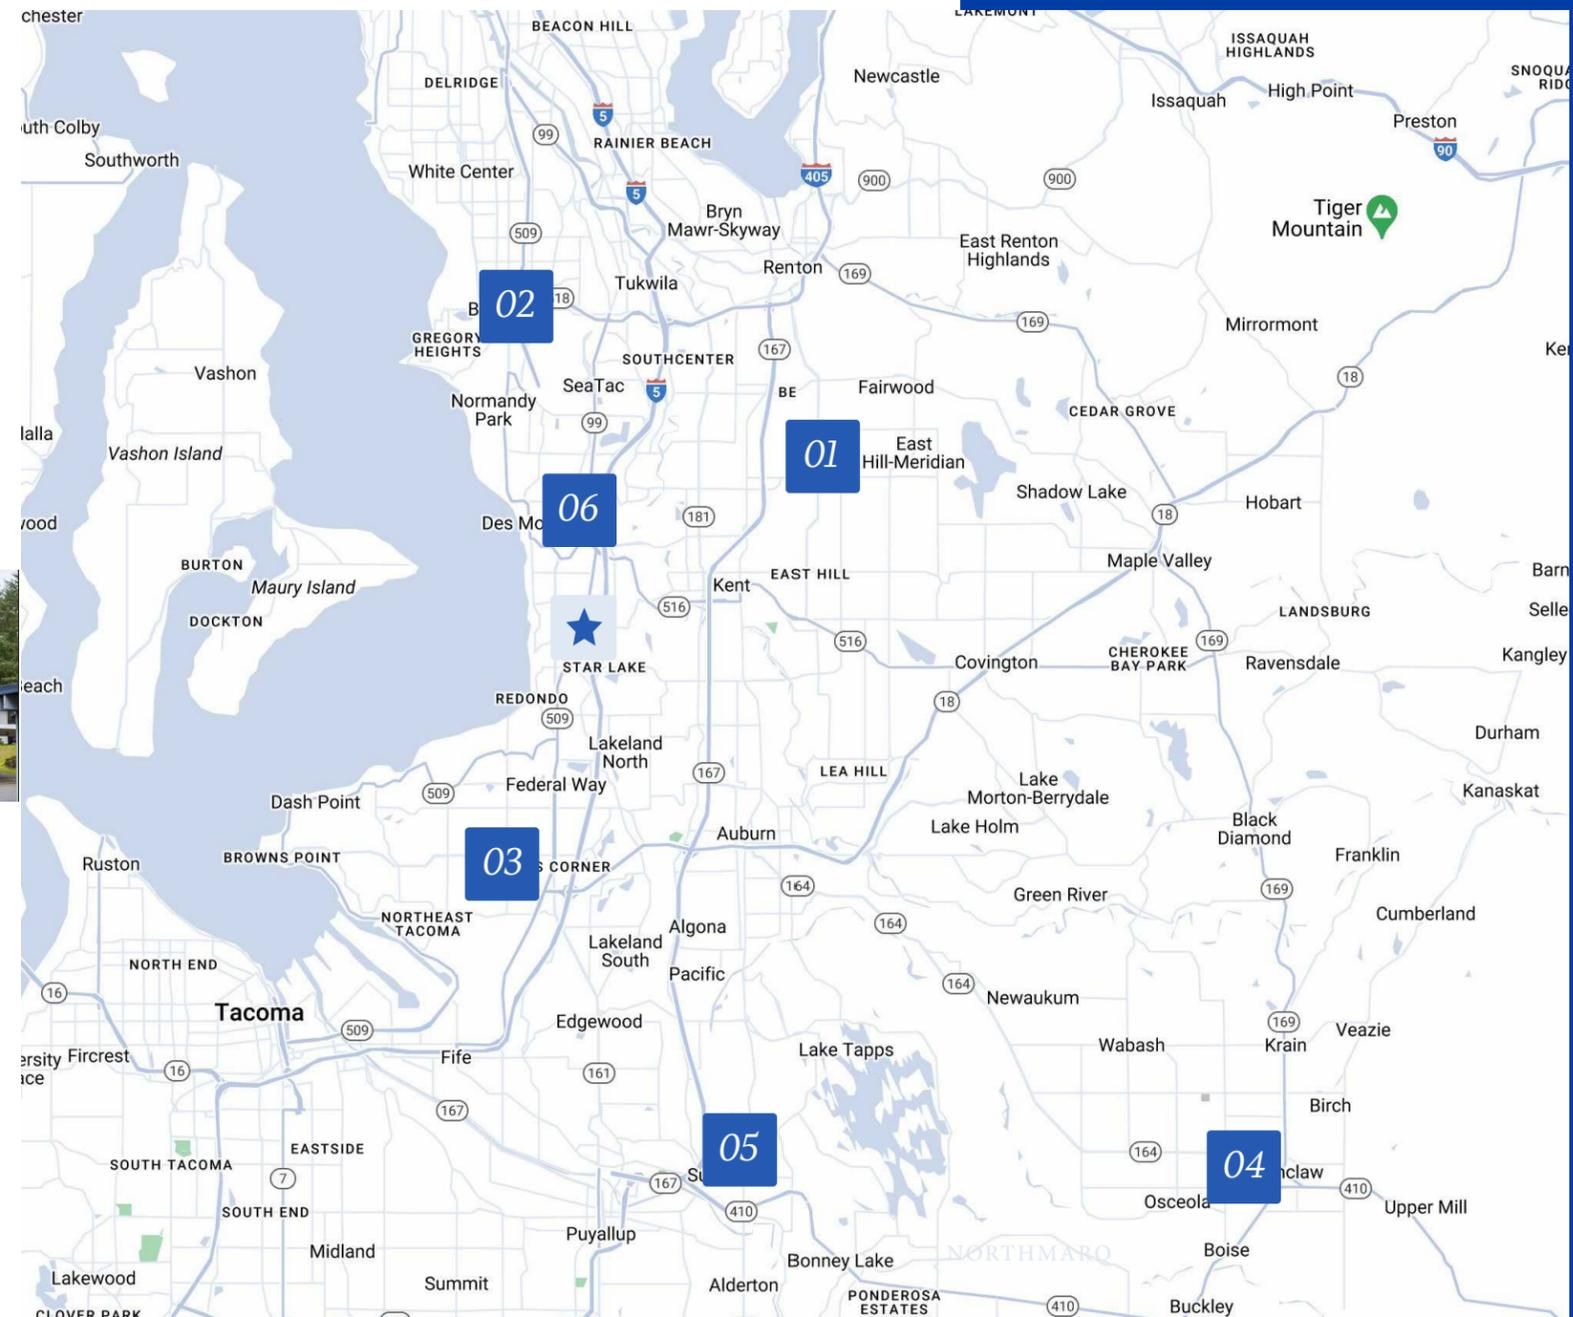 chester
BEACON HILL
LAKEMONT
ISSAQUAH
HIGHLANDS
DELRIDGE
Newcastle
SNOQUA
RIDG
Issaquah
High Point
5
Preston
uth Colby
99
RAINIER BEACH
Southworth
90
White Center
405
900
900
5
Bryn
Mawr-Skyway
Tiger
Mountain
509
East Renton
Highlands
Renton
169
Tukwila
B
02
18
169
Mirrormont
GREGORY
HEIGHTS
SOUTHCENTER
167
Ker
Vashon
SeaTac
5
BE
Fairwood
18
Normandy
Park
99
CEDAR GROVE
lalla
Vashon Island
01
East
Hill-Meridian
Shadow Lake
Hobart
06
Des Mo
181
18
wood
BURTON
Maury Island
Kent
EAST HILL
Maple Valley
Barn
DOCKTON
516
LANDSBURG
Selle
516
169
STAR LAKE
Covington
CHEROKEE
BAY PARK
Ravensdale
Kangley
Beach
REDONDO
509
18
Lakeland
North
Durham
167
LEA HILL
Federal Way
509
Lake
Morton-Berrydale
Kanaskat
Dash Point
Lake Holm
Black
Diamond
Auburn
BROWNS POINT
Ruston
03
S CORNER
Franklin
164
Green River
169
NORTHEAST
TACOMA
Algona
164
Cumberland
Lakeland
South
NORTH END
Pacific
16
164
Newaukum
Tacoma
Edgewood
509
169
Veazie
ersity
ace
Fircrest
Fife
Lake Tapps
Wabash
Krain
16
161
167
Birch
EASTSIDE
05
164
04
nclaw
SOUTH TACOMA
7
167
Su
410
410
Osceola
Upper Mill
SOUTH END
Puyallup
Midland
NORTHMARQ
Boise
Bonney Lake
Lakewood
Summit
Alderton
PONDEROSA
ESTATES
410
Buckley
CLOVER PARK